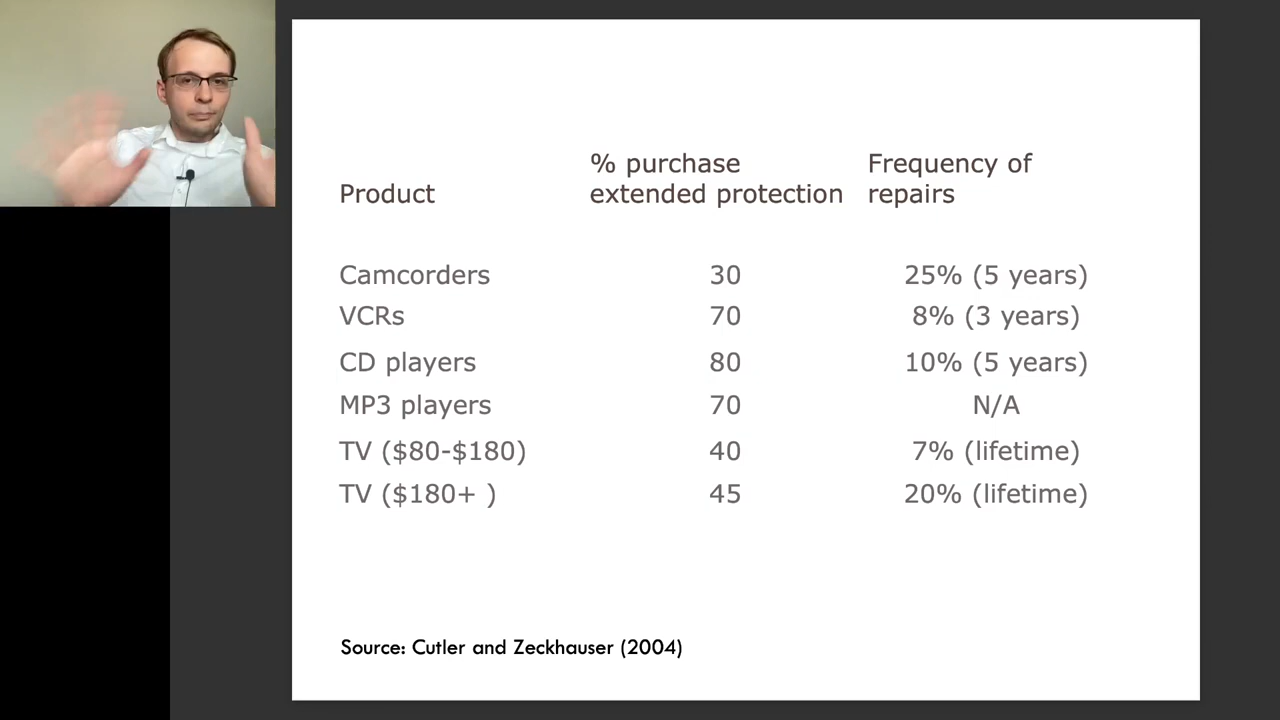 Product % purchase extended protection Frequency of repairs
Camcorders 30 25% (5 years)
VCRs 70 8% (3 years)
CD players 80 10% (5 years)
MP3 players 70 N/A
TV ($80-$180) 40 7% (lifetime)
TV ($180+ ) 45 20% (lifetime)
Source: Cutler and Zeckhauser (2004)